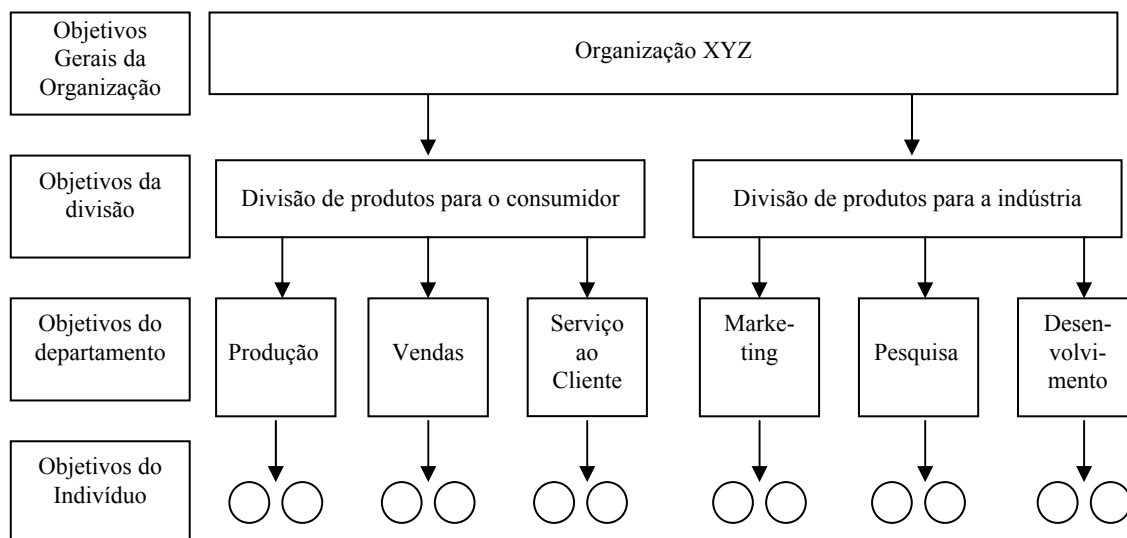 Objetivos
Gerais da
Organização
Organização XYZ
Objetivos da
divisão
Divisão de produtos para o consumidor
Divisão de produtos para a indústria
Objetivos do
departamento
Produção
Vendas
Serviço
ao
Cliente
Marke-
ting
Pesquisa
Desen-
volvi-
mento
Objetivos do
Indivíduo